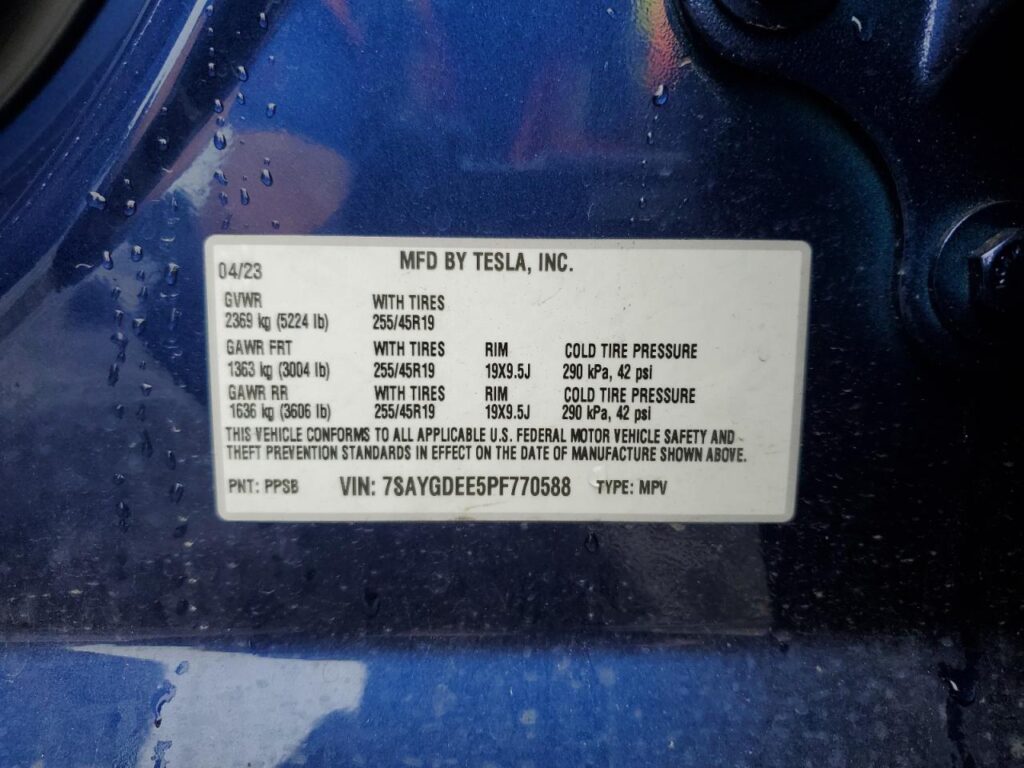 MFD BY TESLA, INC.
04/23
GVWR WITH TIRES
2369 kg (5224 lb) 255/45R19
GAWR FRT WITH TIRES RIM COLD TIRE PRESSURE
1363 kg (3004 lb) 255/45R19 19X9.5J 290 kPa, 42 psi
GAWR RR WITH TIRES RIM COLD TIRE PRESSURE
1636 kg (3606 lb) 255/45R19 19X9.5J 290 kPa, 42 psi
THIS VEHICLE CONFORMS TO ALL APPLICABLE U.S. FEDERAL MOTOR VEHICLE SAFETY AND
THEFT PREVENTION STANDARDS IN EFFECT ON THE DATE OF MANUFACTURE SHOWN ABOVE.
PNT: PPSB VIN: 7SAYGDEE5PF770588 TYPE: MPV